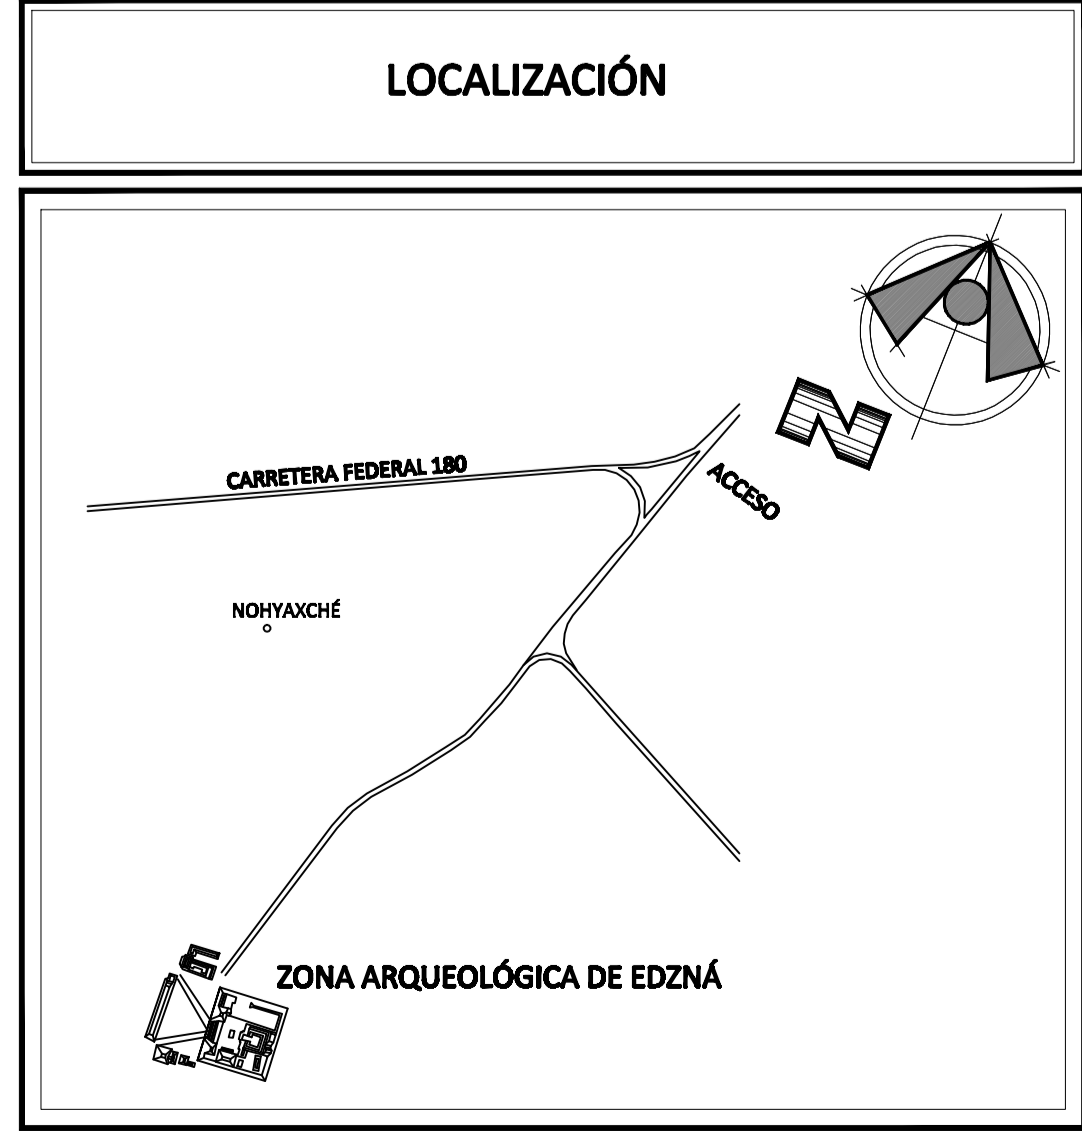 LOCALIZACIÓN
N
CARRETERA FEDERAL 180
ACCESO
NOHYAXCHÉ
ZONA ARQUEOLÓGICA DE EDZNÁ